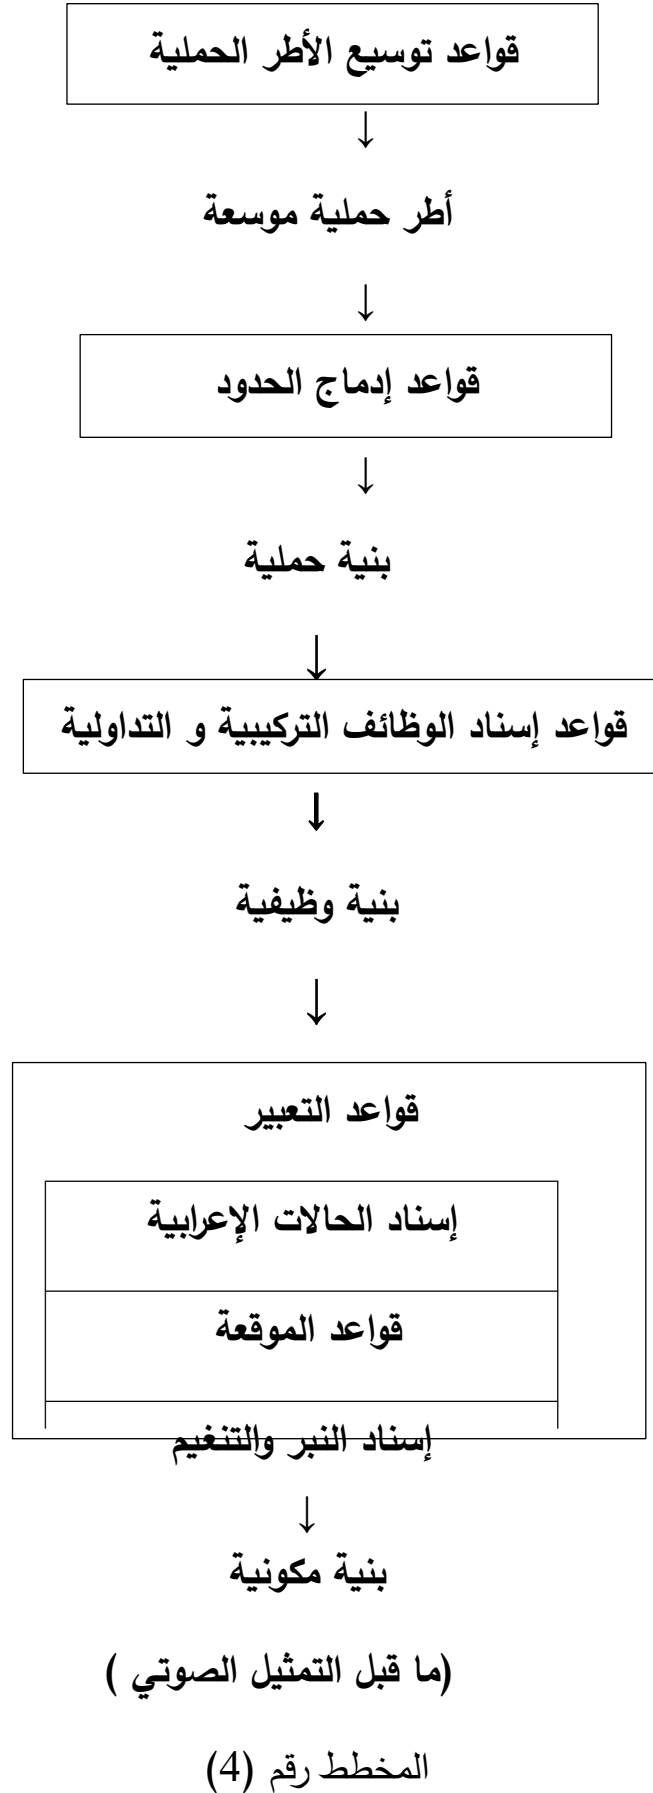 قواعد توسيع الأطر الحملية
↓
أطر حملية موسعة
↓
قواعد إدماج الحدود
↓
بنية حملية
↓
قواعد إسناد الوظائف التركيبية و التداولية
↓
بنية وظيفية
↓
قواعد التعبير
إسناد الحالات الإعرابية
قواعد الموقعة
إسناد النبر والتنغيم
↓
بنية مكونية
(ما قبل التمثيل الصوتي )
المخطط رقم (4)